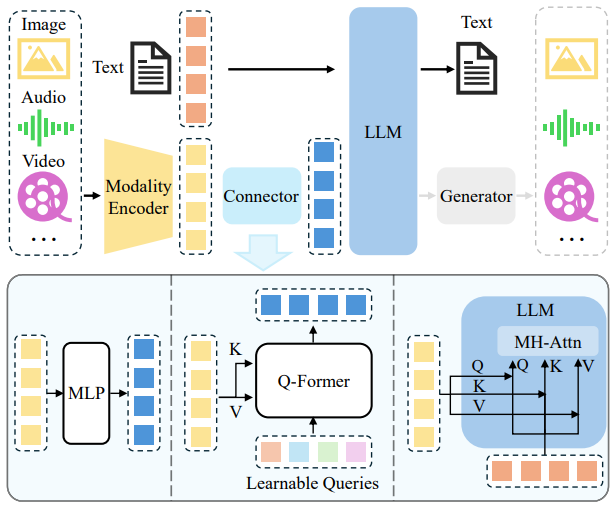 Image
Text
Audio
Video
...
Modality
Encoder
Connector
LLM
Text
Generator
...
MLP
K
V
Q-Former
Learnable Queries
LLM
MH-Attn
Q
K
V
Q
K
V